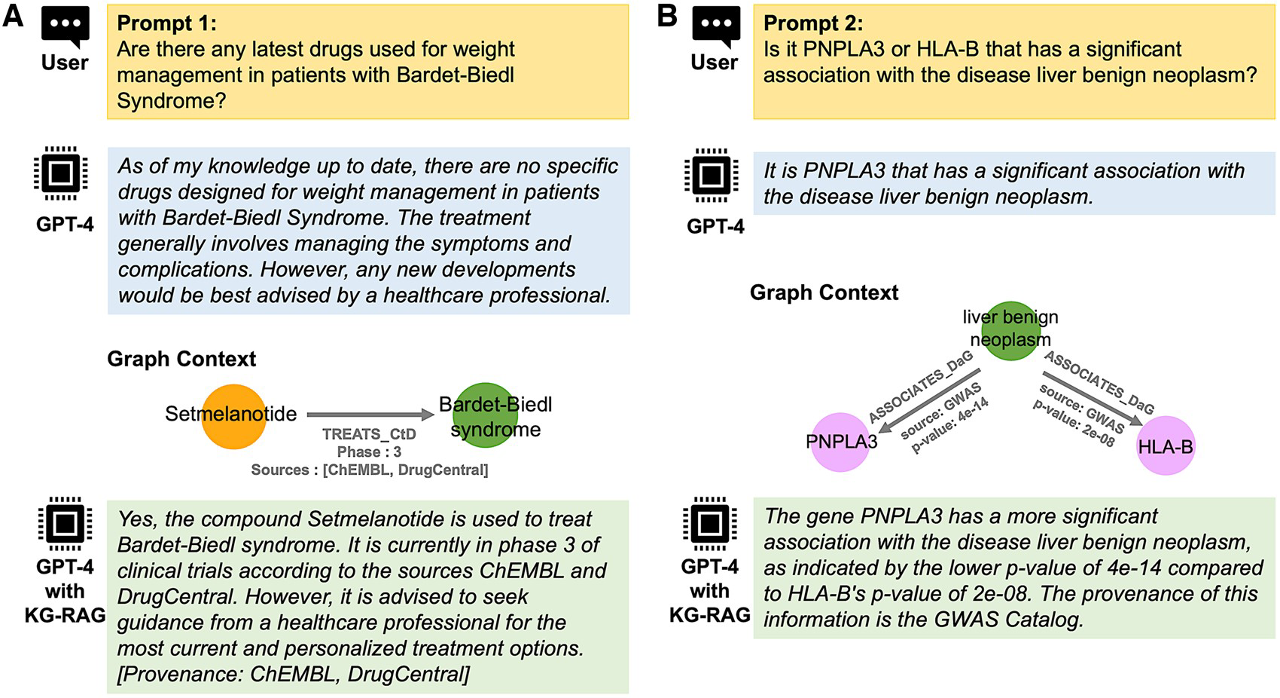 A
User
Prompt 1:
Are there any latest drugs used for weight
management in patients with Bardet-Biedl
Syndrome?
GPT-4
As of my knowledge up to date, there are no specific
drugs designed for weight management in patients
with Bardet-Biedl Syndrome. The treatment
generally involves managing the symptoms and
complications. However, any new developments
would be best advised by a healthcare professional.
Graph Context
Setmelanotide
Bardet-Biedl
syndrome
TREATS_CtD
Phase : 3
Sources : [ChEMBL, DrugCentral]
GPT-4
with
KG-RAG
Yes, the compound Setmelanotide is used to treat
Bardet-Biedl syndrome. It is currently in phase 3 of
clinical trials according to the sources ChEMBL and
DrugCentral. However, it is advised to seek
guidance from a healthcare professional for the
most current and personalized treatment options.
[Provenance: ChEMBL, DrugCentral]
B
User
Prompt 2:
Is it PNPLA3 or HLA-B that has a significant
association with the disease liver benign neoplasm?
GPT-4
It is PNPLA3 that has a significant association with
the disease liver benign neoplasm.
Graph Context
liver benign
neoplasm
ASSOCIATES_DaG
source: GWAS
p-value: 4e-14
ASSOCIATES_DaG
source: GWAS
p-value: 2e-08
PNPLA3
HLA-B
GPT-4
with
KG-RAG
The gene PNPLA3 has a more significant
association with the disease liver benign neoplasm,
as indicated by the lower p-value of 4e-14 compared
to HLA-B's p-value of 2e-08. The provenance of this
information is the GWAS Catalog.